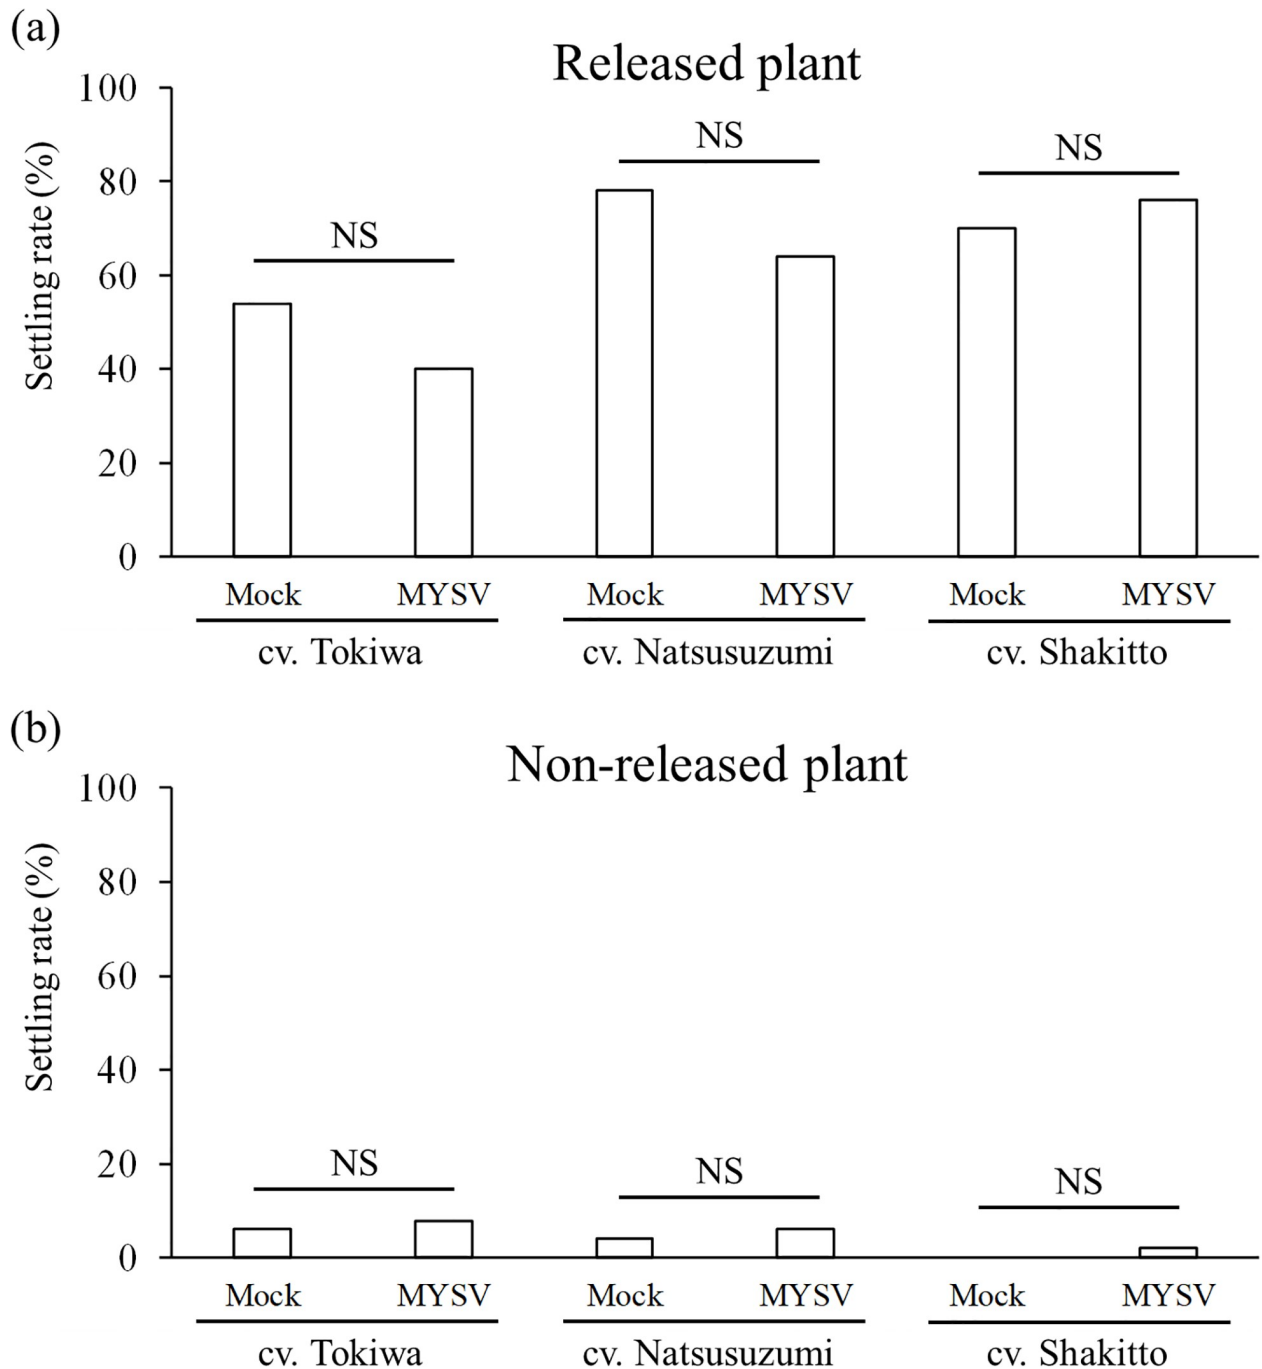 (a)
Released plant
Settling rate (%)
100
80
60
40
20
0
NS
NS
NS
Mock MYSV Mock MYSV Mock MYSV
cv. Tokiwa cv. Natsusuzumi cv. Shakitto
(b)
Non-released plant
Settling rate (%)
100
80
60
40
20
0
NS
NS
NS
Mock MYSV Mock MYSV Mock MYSV
cv. Tokiwa cv. Natsusuzumi cv. Shakitto